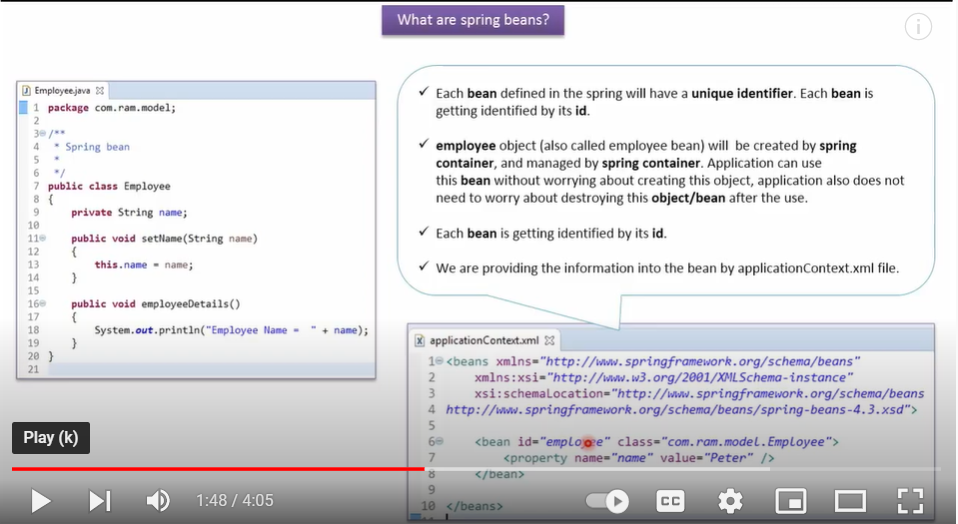 What are spring beans?
Employee.java
1 package com.ram.model;
2
3 /**
4 * Spring bean
5 *
6 */
7 public class Employee
8 {
9 private String name;
10
11 public void setName(String name)
12 {
13 this.name = name;
14 }
15
16 public void employeeDetails()
17 {
18 System.out.println("Employee Name = " + name);
19 }
20 }
21
✓ Each bean defined in the spring will have a unique identifier. Each bean is
getting identified by its id.
✓ employee object (also called employee bean) will be created by spring
container, and managed by spring container. Application can use
this bean without worrying about creating this object, application also does not
need to worry about destroying this object/bean after the use.
✓ Each bean is getting identified by its id.
✓ We are providing the information into the bean by applicationContext.xml file.
applicationContext.xml
1 <beans xmlns="http://www.springframework.org/schema/beans"
2 xmlns:xsi="http://www.w3.org/2001/XMLSchema-instance"
3 xsi:schemaLocation="http://www.springframework.org/schema/beans
4 http://www.springframework.org/schema/beans/spring-beans-4.3.xsd">
5
6 <bean id="employee" class="com.ram.model.Employee">
7 <property name="name" value="Peter" />
8 </bean>
9
10 </beans>
Play (k)
1:48 / 4:05
CC